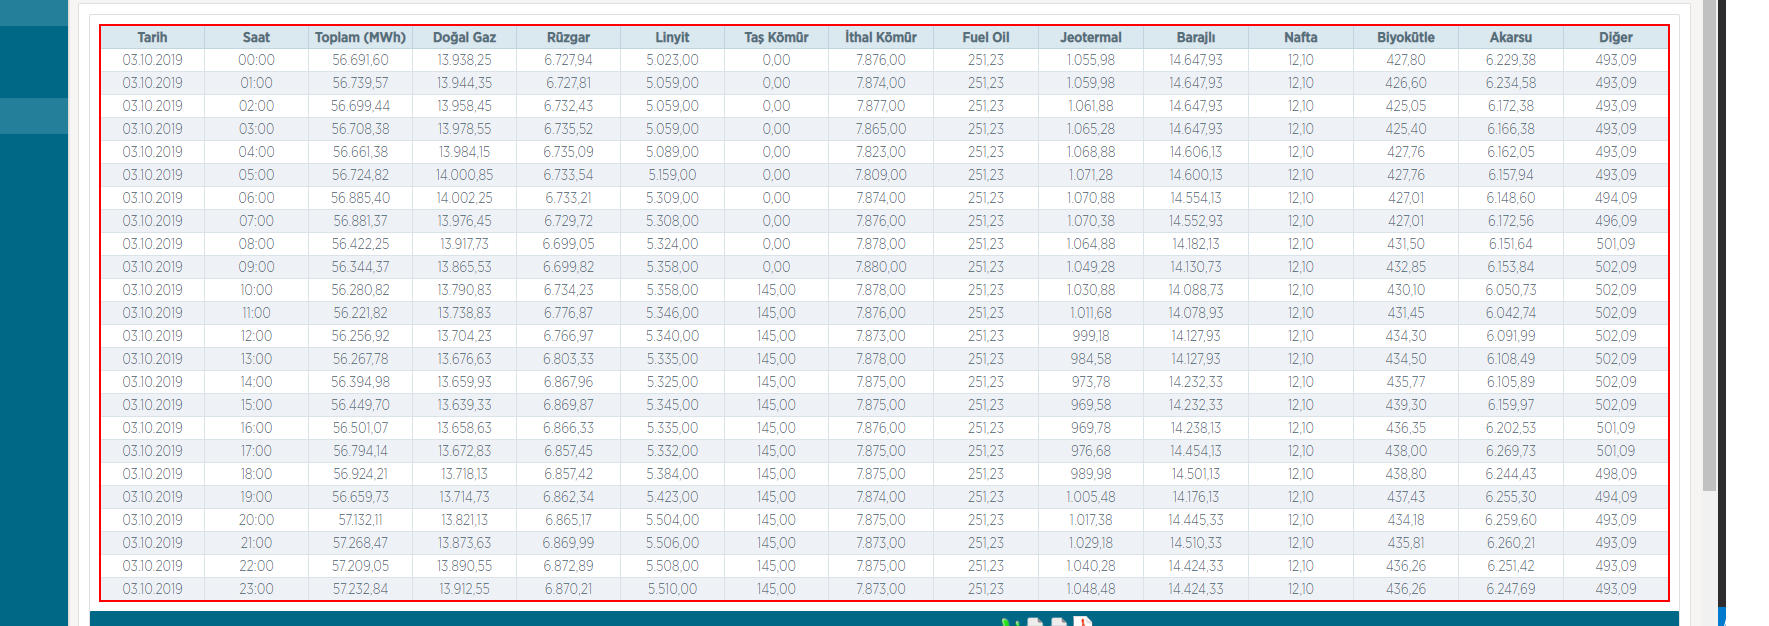 Tarih Saat Toplam (MWh) Doğal Gaz Rüzgar Linyit Taş Kömür İthal Kömür Fuel Oil Jeotermal Barajlı Nafta Biyokütle Akarsu Diğer
03.10.2019 00:00 56.691,60 13.938,25 6.727,94 5.023,00 0,00 7.876,00 251,23 1.055,98 14.647,93 12,10 427,80 6.229,38 493,09
03.10.2019 01:00 56.739,57 13.944,35 6.727,81 5.059,00 0,00 7.874,00 251,23 1.059,98 14.647,93 12,10 426,60 6.234,58 493,09
03.10.2019 02:00 56.699,44 13.958,45 6.732,43 5.059,00 0,00 7.877,00 251,23 1.061,88 14.647,93 12,10 425,05 6.172,38 493,09
03.10.2019 03:00 56.708,38 13.978,55 6.735,52 5.059,00 0,00 7.865,00 251,23 1.065,28 14.647,93 12,10 425,40 6.166,38 493,09
03.10.2019 04:00 56.661,38 13.984,15 6.735,09 5.089,00 0,00 7.823,00 251,23 1.068,88 14.606,13 12,10 427,76 6.162,05 493,09
03.10.2019 05:00 56.724,82 14.000,85 6.733,54 5.159,00 0,00 7.809,00 251,23 1.071,28 14.600,13 12,10 427,76 6.157,94 493,09
03.10.2019 06:00 56.885,40 14.002,25 6.733,21 5.309,00 0,00 7.874,00 251,23 1.070,88 14.554,13 12,10 427,01 6.148,60 494,09
03.10.2019 07:00 56.881,37 13.976,45 6.729,72 5.308,00 0,00 7.876,00 251,23 1.070,38 14.552,93 12,10 427,01 6.172,56 496,09
03.10.2019 08:00 56.422,25 13.917,73 6.699,05 5.324,00 0,00 7.878,00 251,23 1.064,88 14.182,13 12,10 431,50 6.151,64 501,09
03.10.2019 09:00 56.344,37 13.865,53 6.699,82 5.358,00 0,00 7.880,00 251,23 1.049,28 14.130,73 12,10 432,85 6.153,84 502,09
03.10.2019 10:00 56.280,82 13.790,83 6.734,23 5.358,00 145,00 7.878,00 251,23 1.030,88 14.088,73 12,10 430,10 6.050,73 502,09
03.10.2019 11:00 56.221,82 13.738,83 6.776,87 5.346,00 145,00 7.876,00 251,23 1.011,68 14.078,93 12,10 431,45 6.042,74 502,09
03.10.2019 12:00 56.256,92 13.704,23 6.766,97 5.340,00 145,00 7.873,00 251,23 999,18 14.127,93 12,10 434,30 6.091,99 502,09
03.10.2019 13:00 56.267,78 13.676,63 6.803,33 5.335,00 145,00 7.878,00 251,23 984,58 14.127,93 12,10 434,50 6.108,49 502,09
03.10.2019 14:00 56.394,98 13.659,93 6.867,96 5.325,00 145,00 7.875,00 251,23 973,78 14.232,33 12,10 435,77 6.105,89 502,09
03.10.2019 15:00 56.449,70 13.639,33 6.869,87 5.345,00 145,00 7.875,00 251,23 969,58 14.232,33 12,10 439,30 6.159,97 502,09
03.10.2019 16:00 56.501,07 13.658,63 6.866,33 5.335,00 145,00 7.876,00 251,23 969,78 14.238,13 12,10 436,35 6.202,53 501,09
03.10.2019 17:00 56.794,14 13.672,83 6.857,45 5.332,00 145,00 7.875,00 251,23 976,68 14.454,13 12,10 438,00 6.269,73 501,09
03.10.2019 18:00 56.924,21 13.718,13 6.857,42 5.384,00 145,00 7.875,00 251,23 989,98 14.501,13 12,10 438,80 6.244,43 498,09
03.10.2019 19:00 56.659,73 13.714,73 6.862,34 5.423,00 145,00 7.874,00 251,23 1.005,48 14.176,13 12,10 437,43 6.255,30 494,09
03.10.2019 20:00 57.132,11 13.821,13 6.865,17 5.504,00 145,00 7.875,00 251,23 1.017,38 14.445,33 12,10 434,18 6.259,60 493,09
03.10.2019 21:00 57.268,47 13.873,63 6.869,99 5.506,00 145,00 7.873,00 251,23 1.029,18 14.510,33 12,10 435,81 6.260,21 493,09
03.10.2019 22:00 57.209,05 13.890,55 6.872,89 5.508,00 145,00 7.875,00 251,23 1.040,28 14.424,33 12,10 436,26 6.251,42 493,09
03.10.2019 23:00 57.232,84 13.912,55 6.870,21 5.510,00 145,00 7.873,00 251,23 1.048,48 14.424,33 12,10 436,26 6.247,69 493,09